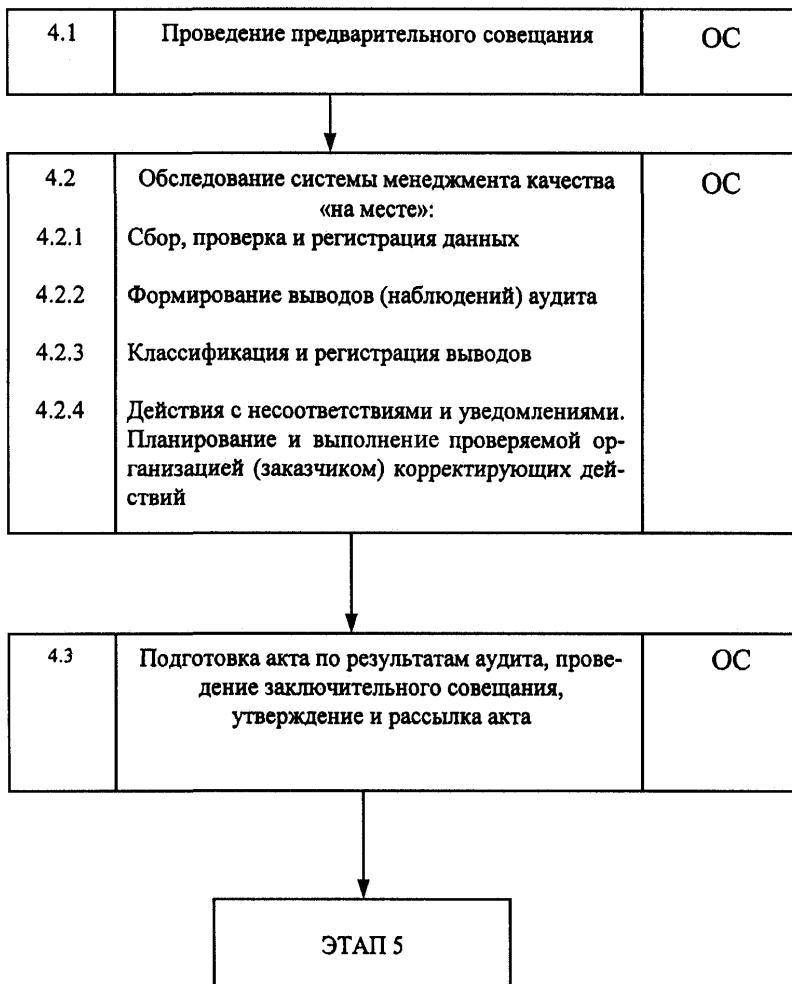 4.1 Проведение предварительного совещания ОС
4.2 Обследование системы менеджмента качества ОС
«на месте»:
4.2.1 Сбор, проверка и регистрация данных
4.2.2 Формирование выводов (наблюдений) аудита
4.2.3 Классификация и регистрация выводов
4.2.4 Действия с несоответствиями и уведомлениями.
Планирование и выполнение проверяемой ор-
ганизацией (заказчиком) корректирующих дей-
ствий
4.3 Подготовка акта по результатам аудита, прове- ОС
дение заключительного совещания,
утверждение и рассылка акта
ЭТАП 5